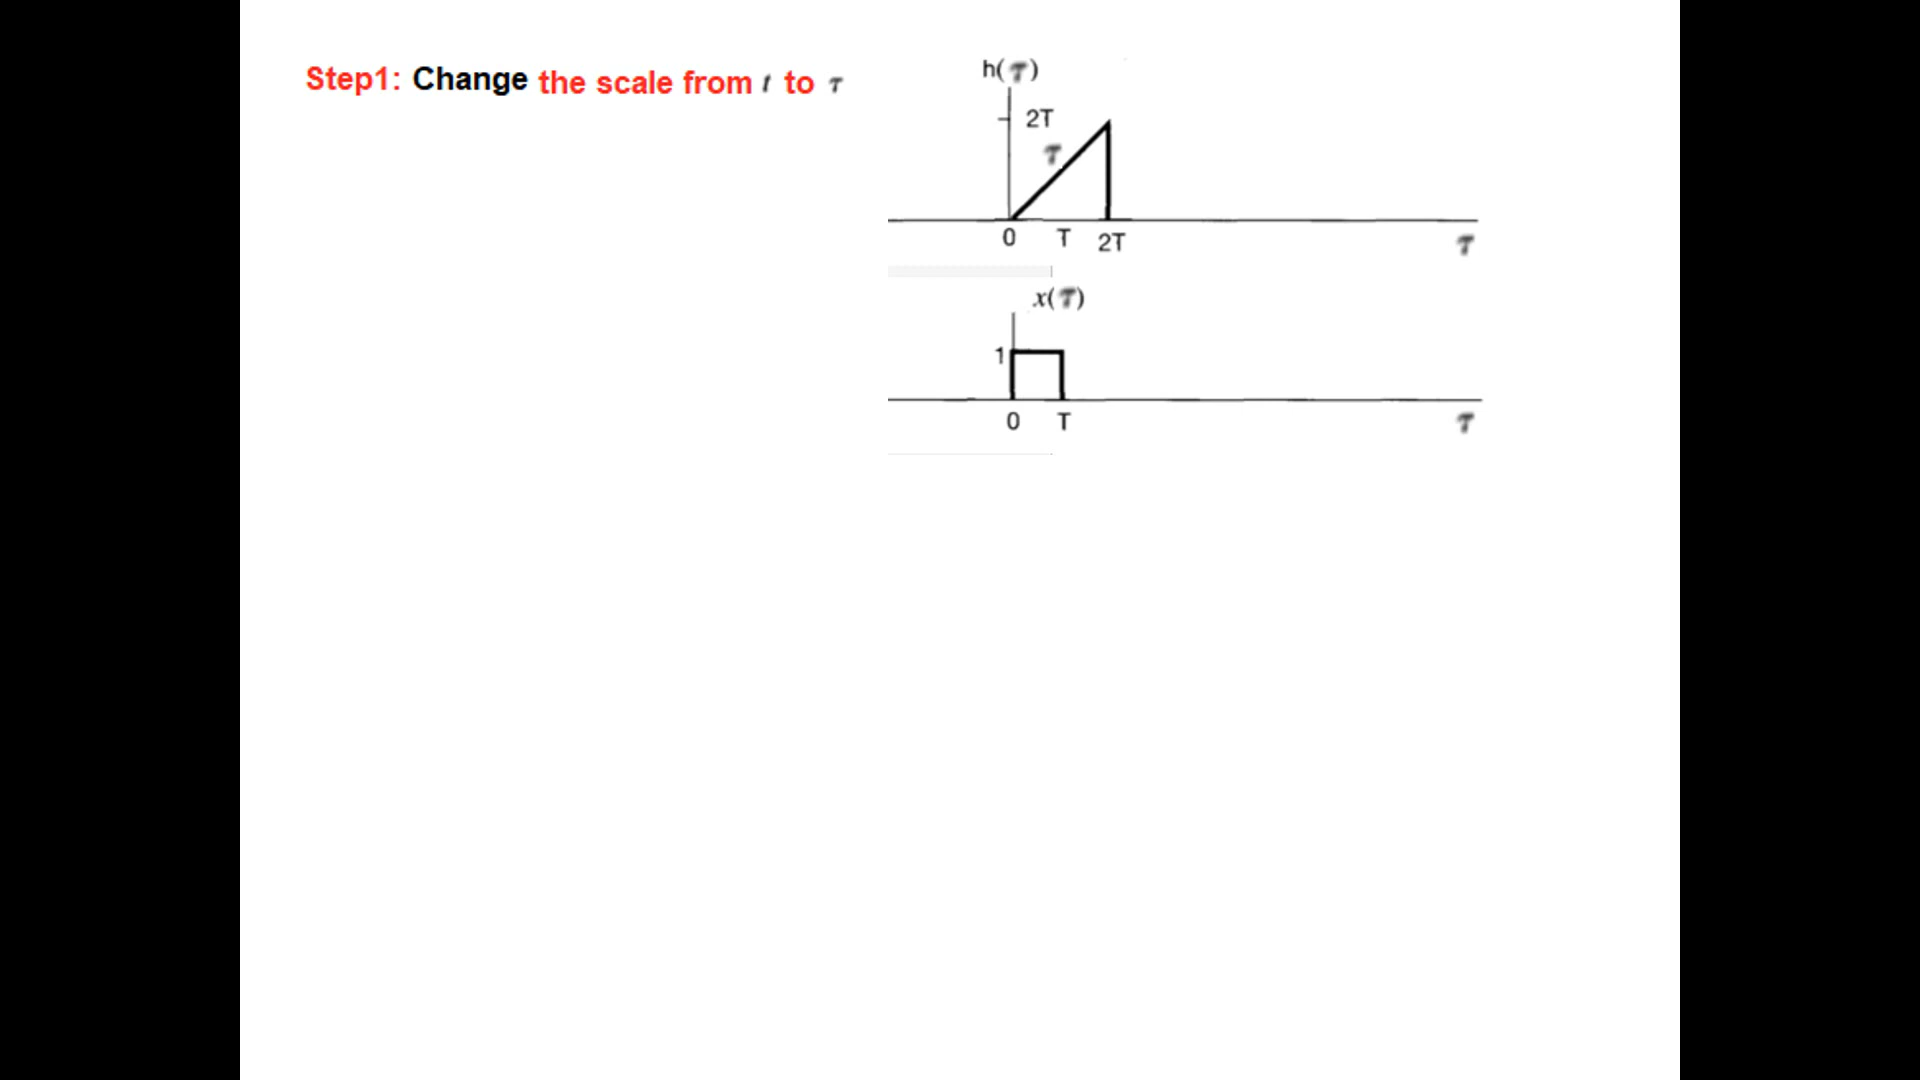 Step1: Change the scale from t to τ
h(τ)
2T
τ
0 T 2T
τ
x(τ)
1
0 T
τ